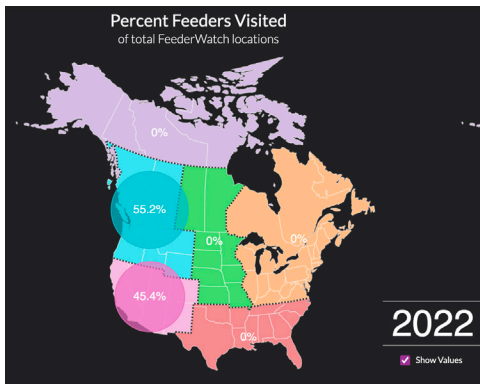 Percent Feeders Visited
of total FeederWatch locations
0%
55.2%
0%
0%
45.4%
0%
2022
Show Values